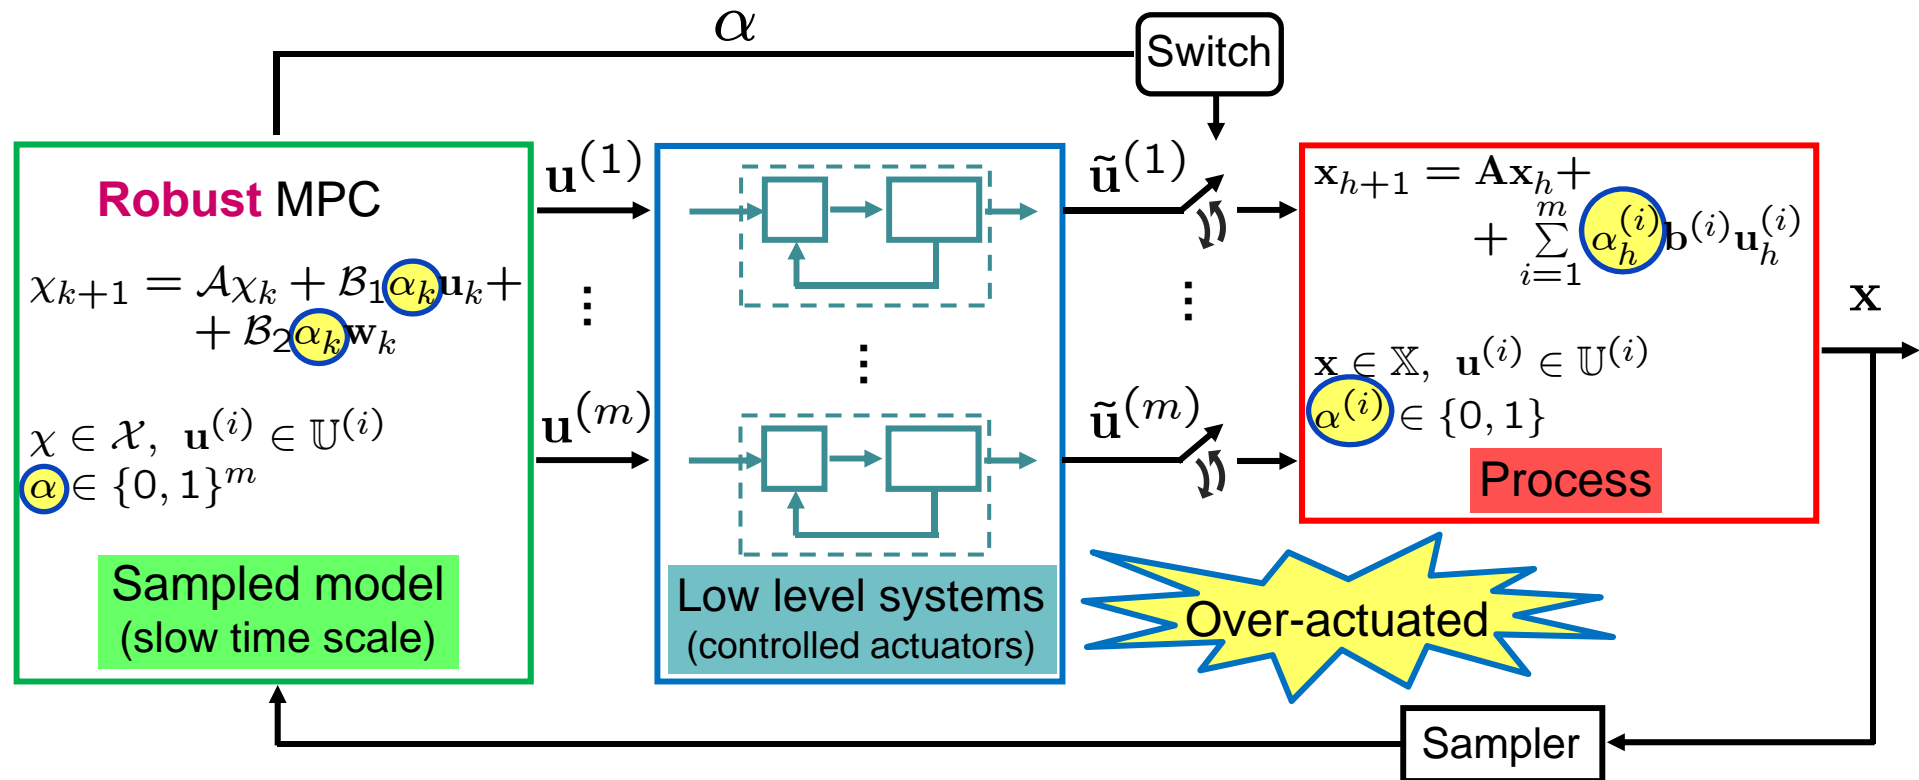 α
Switch
Robust MPC
χ_{k+1} = 𝒜χ_k + ℬ_1 α_k u_k +
+ ℬ_2 α_k w_k
χ ∈ 𝒳, u^{(i)} ∈ 𝕌^{(i)}
α ∈ {0, 1}^m
Sampled model
(slow time scale)
u^{(1)}
⋮
u^{(m)}
⋮
Low level systems
(controlled actuators)
ũ^{(1)}
⋮
ũ^{(m)}
x_{h+1} = Ax_h +
+ ∑_{i=1}^{m} α_h^{(i)} b^{(i)} u_h^{(i)}
x ∈ 𝕏, u^{(i)} ∈ 𝕌^{(i)}
α^{(i)} ∈ {0, 1}
Process
x
Over-actuated
Sampler